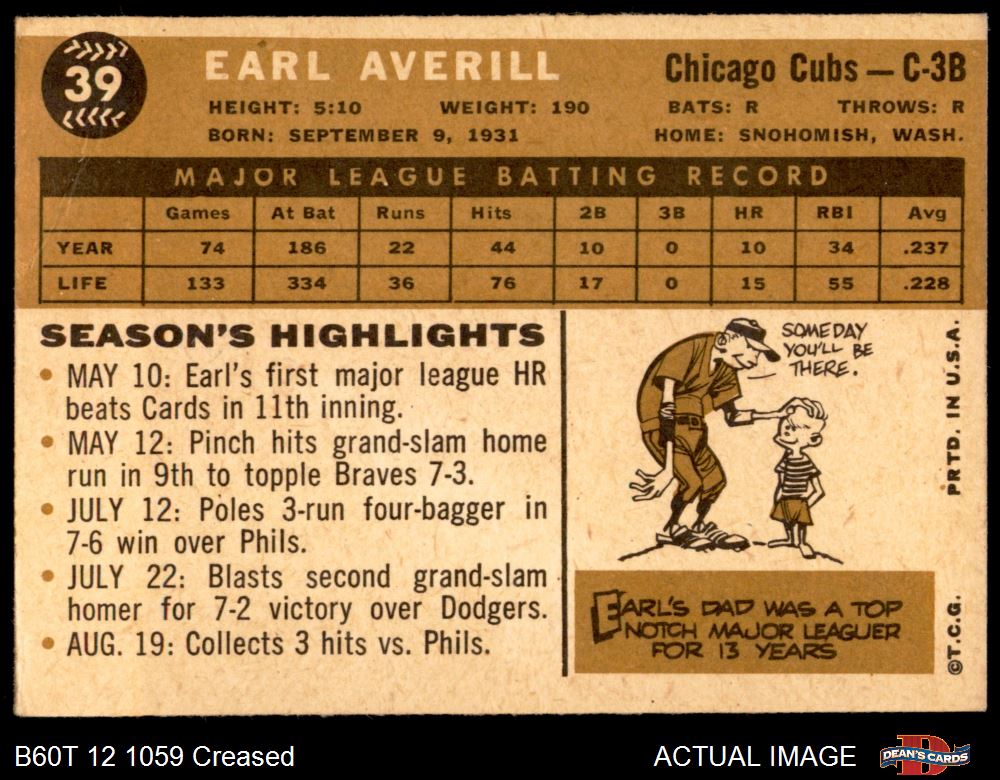 39
EARL AVERILL
Chicago Cubs — C-3B
HEIGHT: 5:10 WEIGHT: 190 BATS: R THROWS: R
BORN: SEPTEMBER 9, 1931 HOME: SNOHOMISH, WASH.
MAJOR LEAGUE BATTING RECORD
Games At Bat Runs Hits 2B 3B HR RBI Avg
YEAR 74 186 22 44 10 0 10 34 .237
LIFE 133 334 36 76 17 0 15 55 .228
SEASON'S HIGHLIGHTS
• MAY 10: Earl's first major league HR
beats Cards in 11th inning.
• MAY 12: Pinch hits grand-slam home
run in 9th to topple Braves 7-3.
• JULY 12: Poles 3-run four-bagger in
7-6 win over Phils.
• JULY 22: Blasts second grand-slam
homer for 7-2 victory over Dodgers.
• AUG. 19: Collects 3 hits vs. Phils.
SOMEDAY
YOU'LL BE
THERE.
EARL'S DAD WAS A TOP
NOTCH MAJOR LEAGUER
FOR 13 YEARS
©T.C.G. PRTD. IN U.S.A.
B60T 12 1059 Creased
ACTUAL IMAGE
D
DEAN'S CARDS